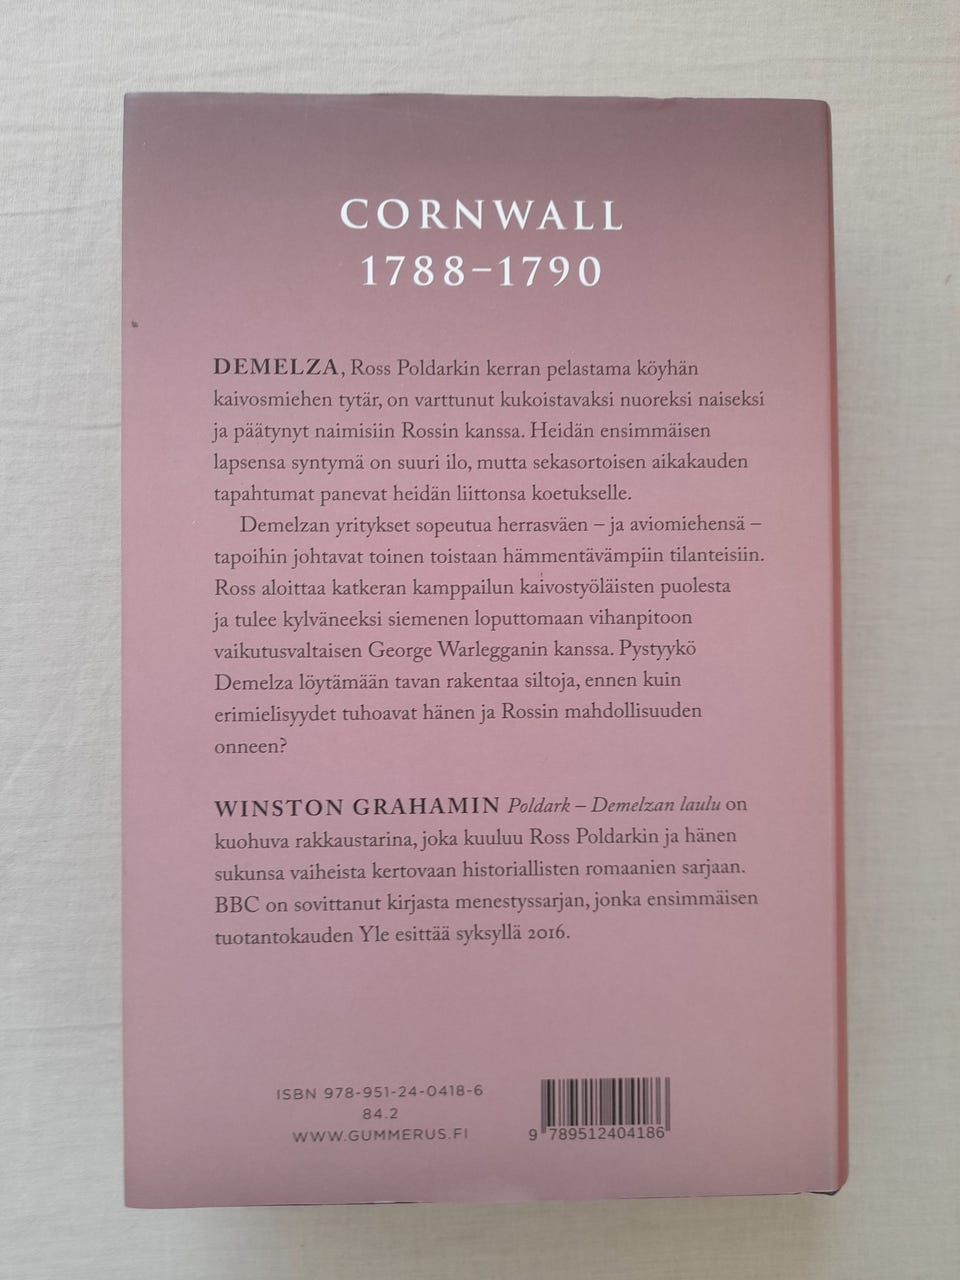 CORNWALL
1788–1790
DEMELZA, Ross Poldarkin kerran pelastama köyhän
kaivosmiehen tytär, on varttunut kukoistavaksi nuoreksi naiseksi
ja päätynyt naimisiin Rossin kanssa. Heidän ensimmäisen
lapsensa syntymä on suuri ilo, mutta sekasortoisen aikakauden
tapahtumat panevat heidän liittonsa koetukselle.
Demelzan yritykset sopeutua herrasväen – ja aviomiehensä –
tapoihin johtavat toinen toistaan hämmentävämpiin tilanteisiin.
Ross aloittaa katkeran kamppailun kaivostyöläisten puolesta
ja tulee kylväneeksi siemenen loputtomaan vihanpitoon
vaikutusvaltaisen George Warlegganin kanssa. Pystyykö
Demelza löytämään tavan rakentaa siltoja, ennen kuin
erimielisyydet tuhoavat hänen ja Rossin mahdollisuuden
onneen?
WINSTON GRAHAMIN Poldark – Demelzan laulu on
kuohuva rakkaustarina, joka kuuluu Ross Poldarkin ja hänen
sukunsa vaiheista kertovaan historiallisten romaanien sarjaan.
BBC on sovittanut kirjasta menestyssarjan, jonka ensimmäisen
tuotantokauden Yle esittää syksyllä 2016.
ISBN 978-951-24-0418-6
84.2
WWW.GUMMERUS.FI
9 789512404186